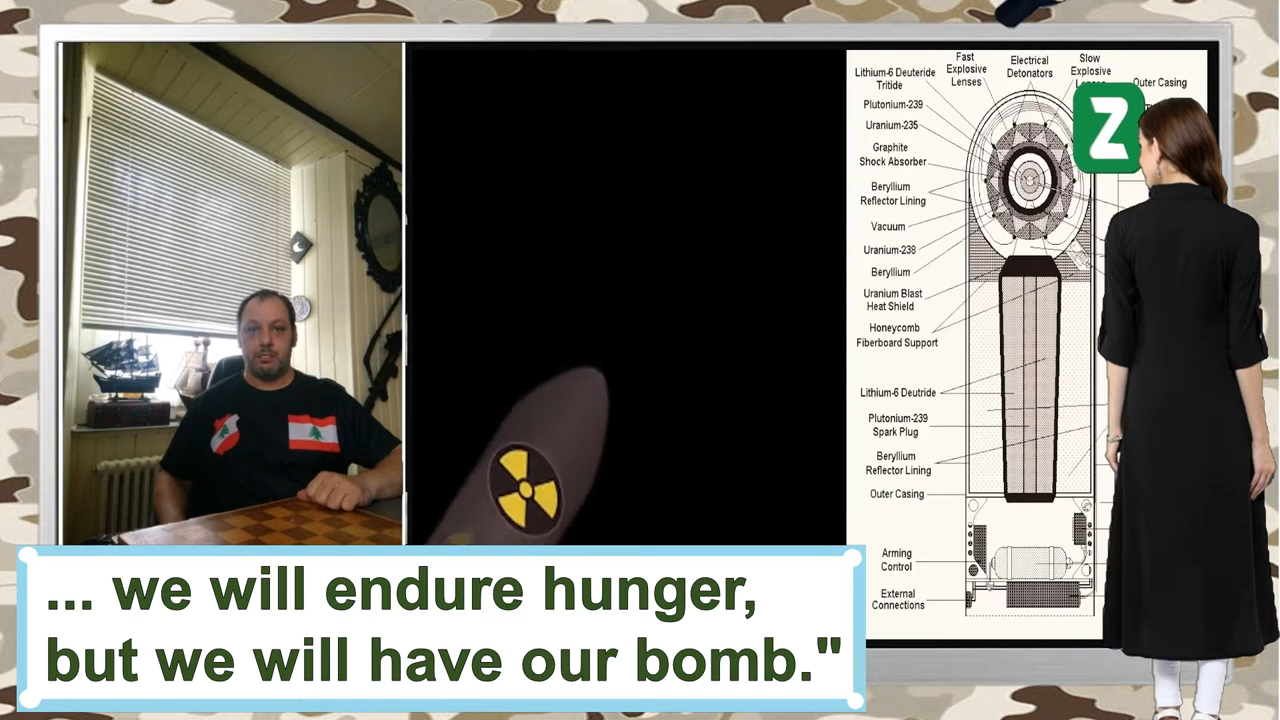 Fast
Explosive
Lenses
Electrical
Detonators
Slow
Explosive
Lithium-6 Deuteride
Tritide
Outer Casing
Plutonium-239
Uranium-235
Graphite
Shock Absorber
Beryllium
Reflector Lining
Vacuum
Uranium-238
Beryllium
Uranium Blast
Heat Shield
Honeycomb
Fiberboard Support
Lithium-6 Deutride
Plutonium-239
Spark Plug
Beryllium
Reflector Lining
Outer Casing
Arming
Control
External
Connections
Z
... we will endure hunger,
but we will have our bomb."